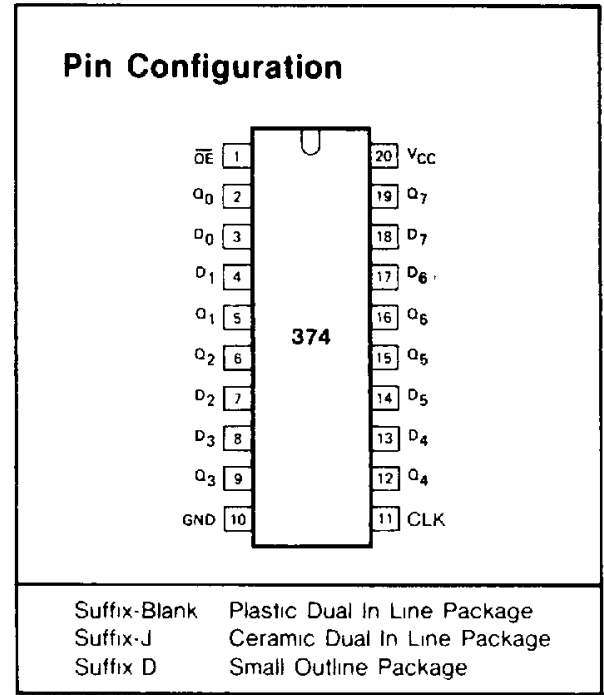 Pin Configuration
O̅E̅ 1 20 VCC
Q0 2 19 Q7
D0 3 18 D7
D1 4 17 D6
Q1 5 16 Q6
374
Q2 6 15 Q5
D2 7 14 D5
D3 8 13 D4
Q3 9 12 Q4
GND 10 11 CLK
Suffix-Blank Plastic Dual In Line Package
Suffix-J Ceramic Dual In Line Package
Suffix D Small Outline Package